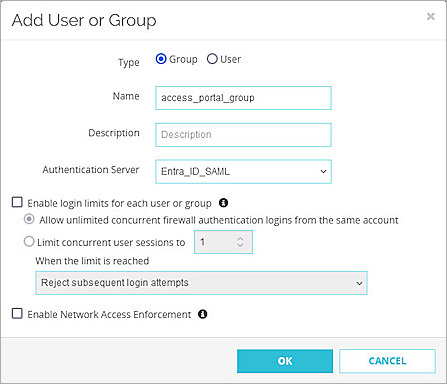 Add User or Group
Type Group User
Name access_portal_group
Description Description
Authentication Server Entra_ID_SAML
Enable login limits for each user or group
Allow unlimited concurrent firewall authentication logins from the same account
Limit concurrent user sessions to 1
When the limit is reached
Reject subsequent login attempts
Enable Network Access Enforcement
OK CANCEL